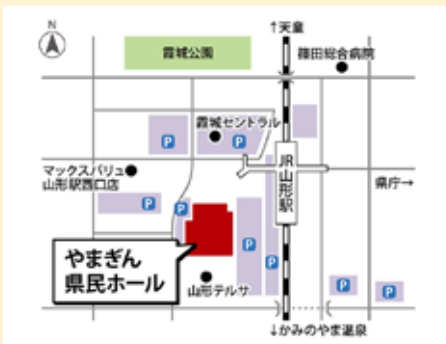 N
↑天童
霞城公園
篠田総合病院
霞城セントラル
P
P
マックスバリュ
山形駅西口店
JR山形駅
県庁→
P
P
やまぎん
県民ホール
P
P
山形テルサ
P
P
↓かみのやま温泉